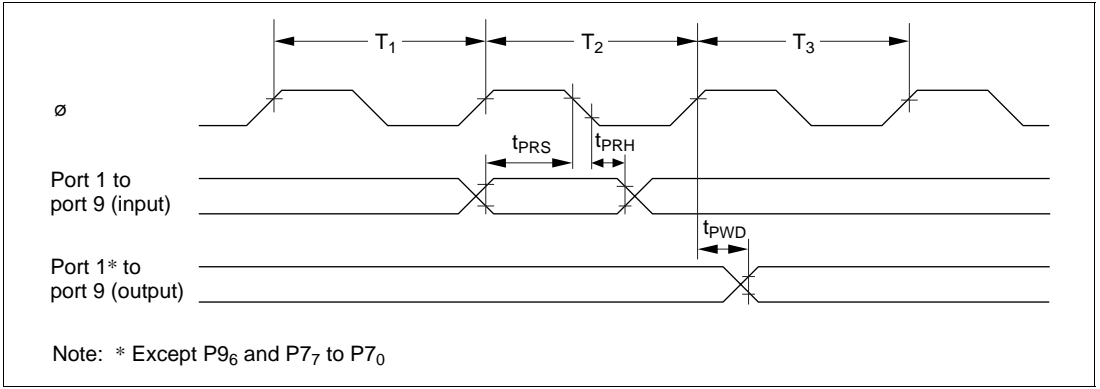 T₁ T₂ T₃
ø
tPRS tPRH
Port 1 to
port 9 (input)
tPWD
Port 1* to
port 9 (output)
Note: * Except P9₆ and P7₇ to P7₀